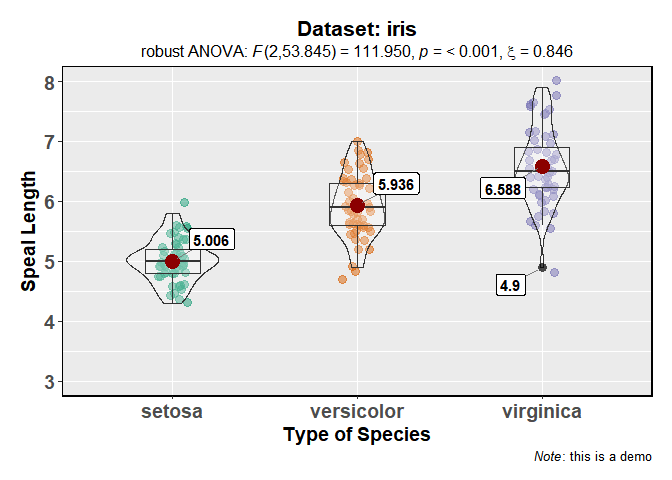 Dataset: iris
robust ANOVA: F(2,53.845) = 111.950, p = < 0.001, ξ = 0.846
Speal Length
8
7
6
5
4
3
5.006
5.936
6.588
4.9
setosa versicolor virginica
Type of Species
Note: this is a demo